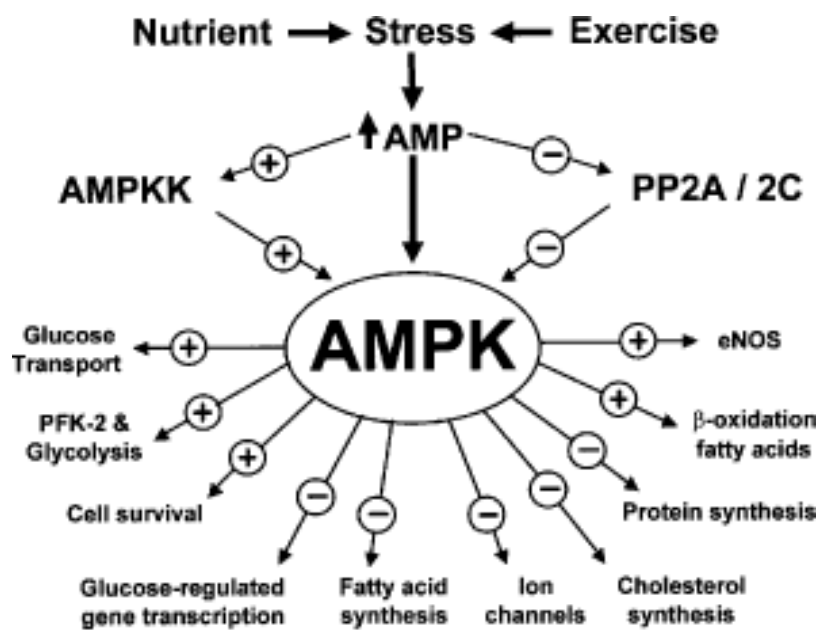 Nutrient → Stress ← Exercise
↑ AMP
+ −
AMPKK
PP2A / 2C
+ −
AMPK
Glucose
Transport
+
+
eNOS
PFK-2 &
Glycolysis
+
+
β-oxidation
fatty acids
Cell survival
+
−
Protein synthesis
Glucose-regulated
gene transcription
−
Fatty acid
synthesis
−
Ion
channels
−
Cholesterol
synthesis
−